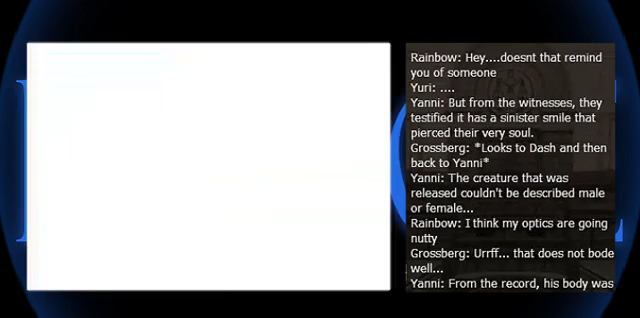 Rainbow: Hey....doesnt that remind
you of someone
Yuri: ....
Yanni: But from the witnesses, they
testified it has a sinister smile that
pierced their very soul.
Grossberg: *Looks to Dash and then
back to Yanni*
Yanni: The creature that was
released couldn't be described male
or female...
Rainbow: I think my optics are going
nutty
Grossberg: Urrff... that does not bode
well...
Yanni: From the record, his body was